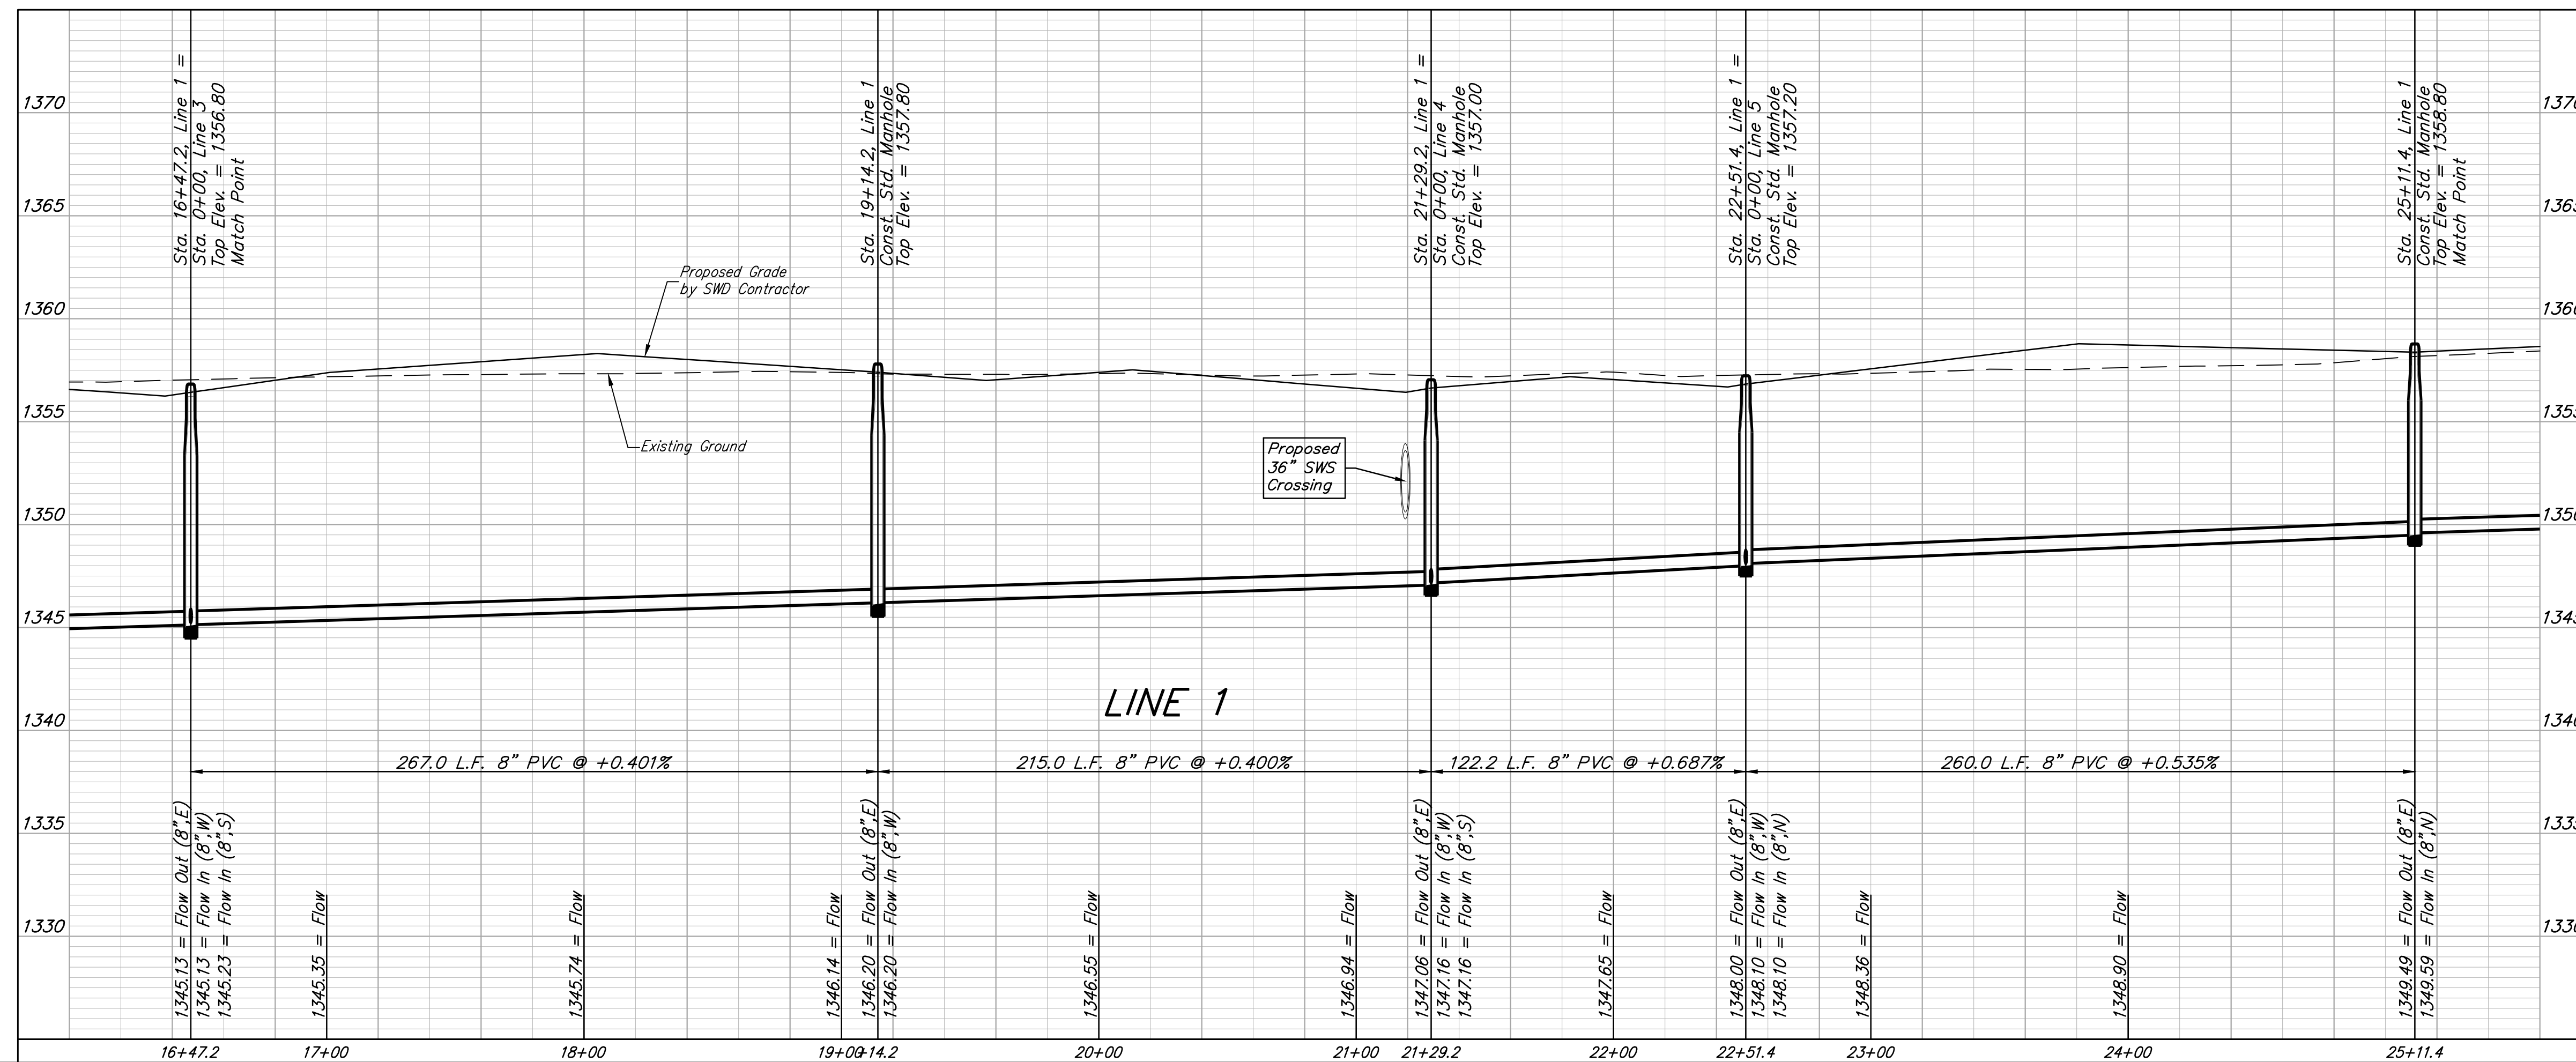 Sta. 16+47.2, Line 1 =
Sta. 0+00, Line 3
Top Elev. = 1356.80
Match Point
Sta. 19+14.2, Line 1
Const. Std. Manhole
Top Elev. = 1357.80
Sta. 21+29.2, Line 1 =
Sta. 0+00, Line 4
Const. Std. Manhole
Top Elev. = 1357.00
Sta. 22+51.4, Line 1 =
Sta. 0+00, Line 5
Const. Std. Manhole
Top Elev. = 1357.20
Sta. 25+11.4, Line 1
Const. Std. Manhole
Top Elev. = 1358.80
Match Point
1370
1365
1360
1355
1350
1345
1340
1335
1330
Proposed Grade
by SWD Contractor
Existing Ground
Proposed
36" SWS
Crossing
LINE 1
267.0 L.F. 8" PVC @ +0.401%
215.0 L.F. 8" PVC @ +0.400%
122.2 L.F. 8" PVC @ +0.687%
260.0 L.F. 8" PVC @ +0.535%
1345.13 = Flow Out (8",E)
1345.13 = Flow In (8",W)
1345.23 = Flow In (8",S)
1345.35 = Flow
1345.74 = Flow
1346.14 = Flow
1346.20 = Flow Out (8",E)
1346.20 = Flow In (8",W)
1346.55 = Flow
1346.94 = Flow
1347.06 = Flow Out (8",E)
1347.16 = Flow In (8",W)
1347.16 = Flow In (8",S)
1347.65 = Flow
1348.00 = Flow Out (8",E)
1348.10 = Flow In (8",W)
1348.10 = Flow In (8",N)
1348.36 = Flow
1348.90 = Flow
1349.49 = Flow Out (8",E)
1349.59 = Flow In (8",N)
16+47.2
17+00
18+00
19+00
+14.2
20+00
21+00
21+29.2
22+00
22+51.4
23+00
24+00
25+11.4